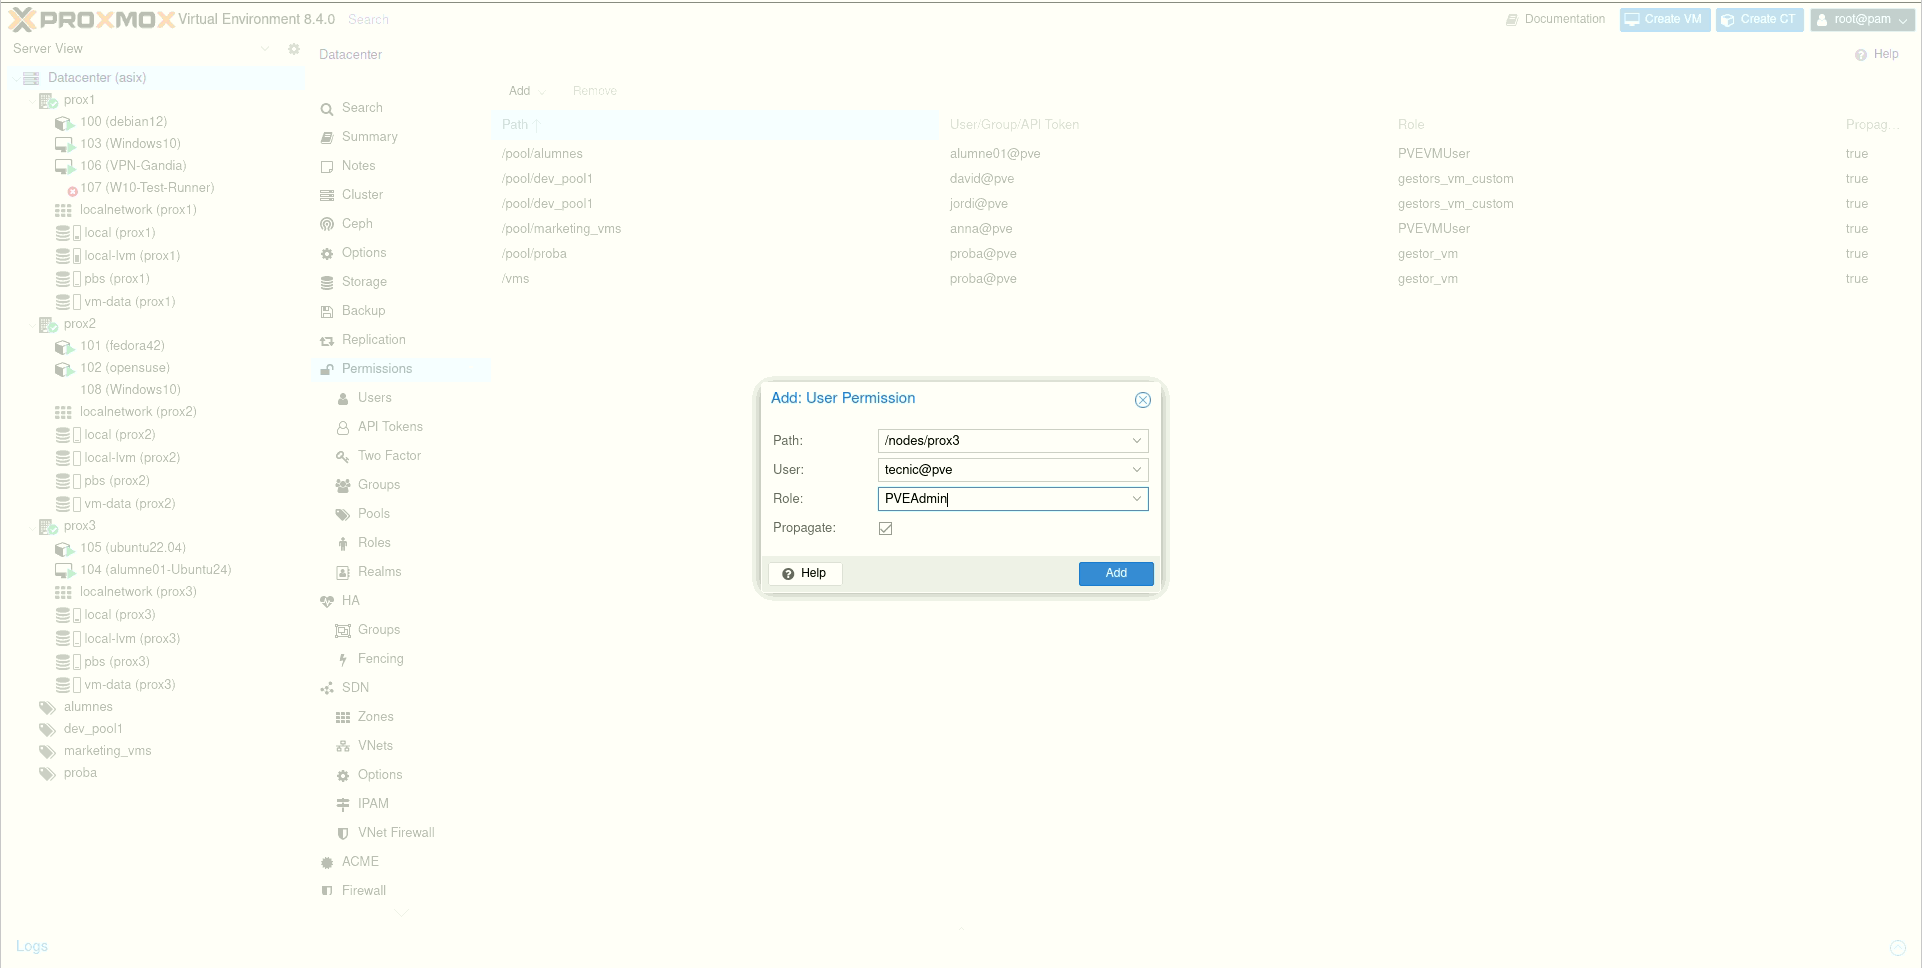 PROXMOX Virtual Environment 8.4.0 Search
Documentation Create VM Create CT root@pam
Server View
Datacenter
Help
Datacenter (asix)
prox1
100 (debian12)
103 (Windows10)
106 (VPN-Gandia)
107 (W10-Test-Runner)
localnetwork (prox1)
local (prox1)
local-lvm (prox1)
pbs (prox1)
vm-data (prox1)
prox2
101 (fedora42)
102 (opensuse)
108 (Windows10)
localnetwork (prox2)
local (prox2)
local-lvm (prox2)
pbs (prox2)
vm-data (prox2)
prox3
105 (ubuntu22.04)
104 (alumne01-Ubuntu24)
localnetwork (prox3)
local (prox3)
local-lvm (prox3)
pbs (prox3)
vm-data (prox3)
alumnes
dev_pool1
marketing_vms
proba
Search
Summary
Notes
Cluster
Ceph
Options
Storage
Backup
Replication
Permissions
Users
API Tokens
Two Factor
Groups
Pools
Roles
Realms
HA
Groups
Fencing
SDN
Zones
VNets
Options
IPAM
VNet Firewall
ACME
Firewall
Add Remove
Path ↑ User/Group/API Token Role Propag...
/pool/alumnes alumne01@pve PVEVMUser true
/pool/dev_pool1 david@pve gestors_vm_custom true
/pool/dev_pool1 jordi@pve gestors_vm_custom true
/pool/marketing_vms anna@pve PVEVMUser true
/pool/proba proba@pve gestor_vm true
/vms proba@pve gestor_vm true
Add: User Permission
Path: /nodes/prox3
User: tecnic@pve
Role: PVEAdmin
Propagate:
Help Add
Logs